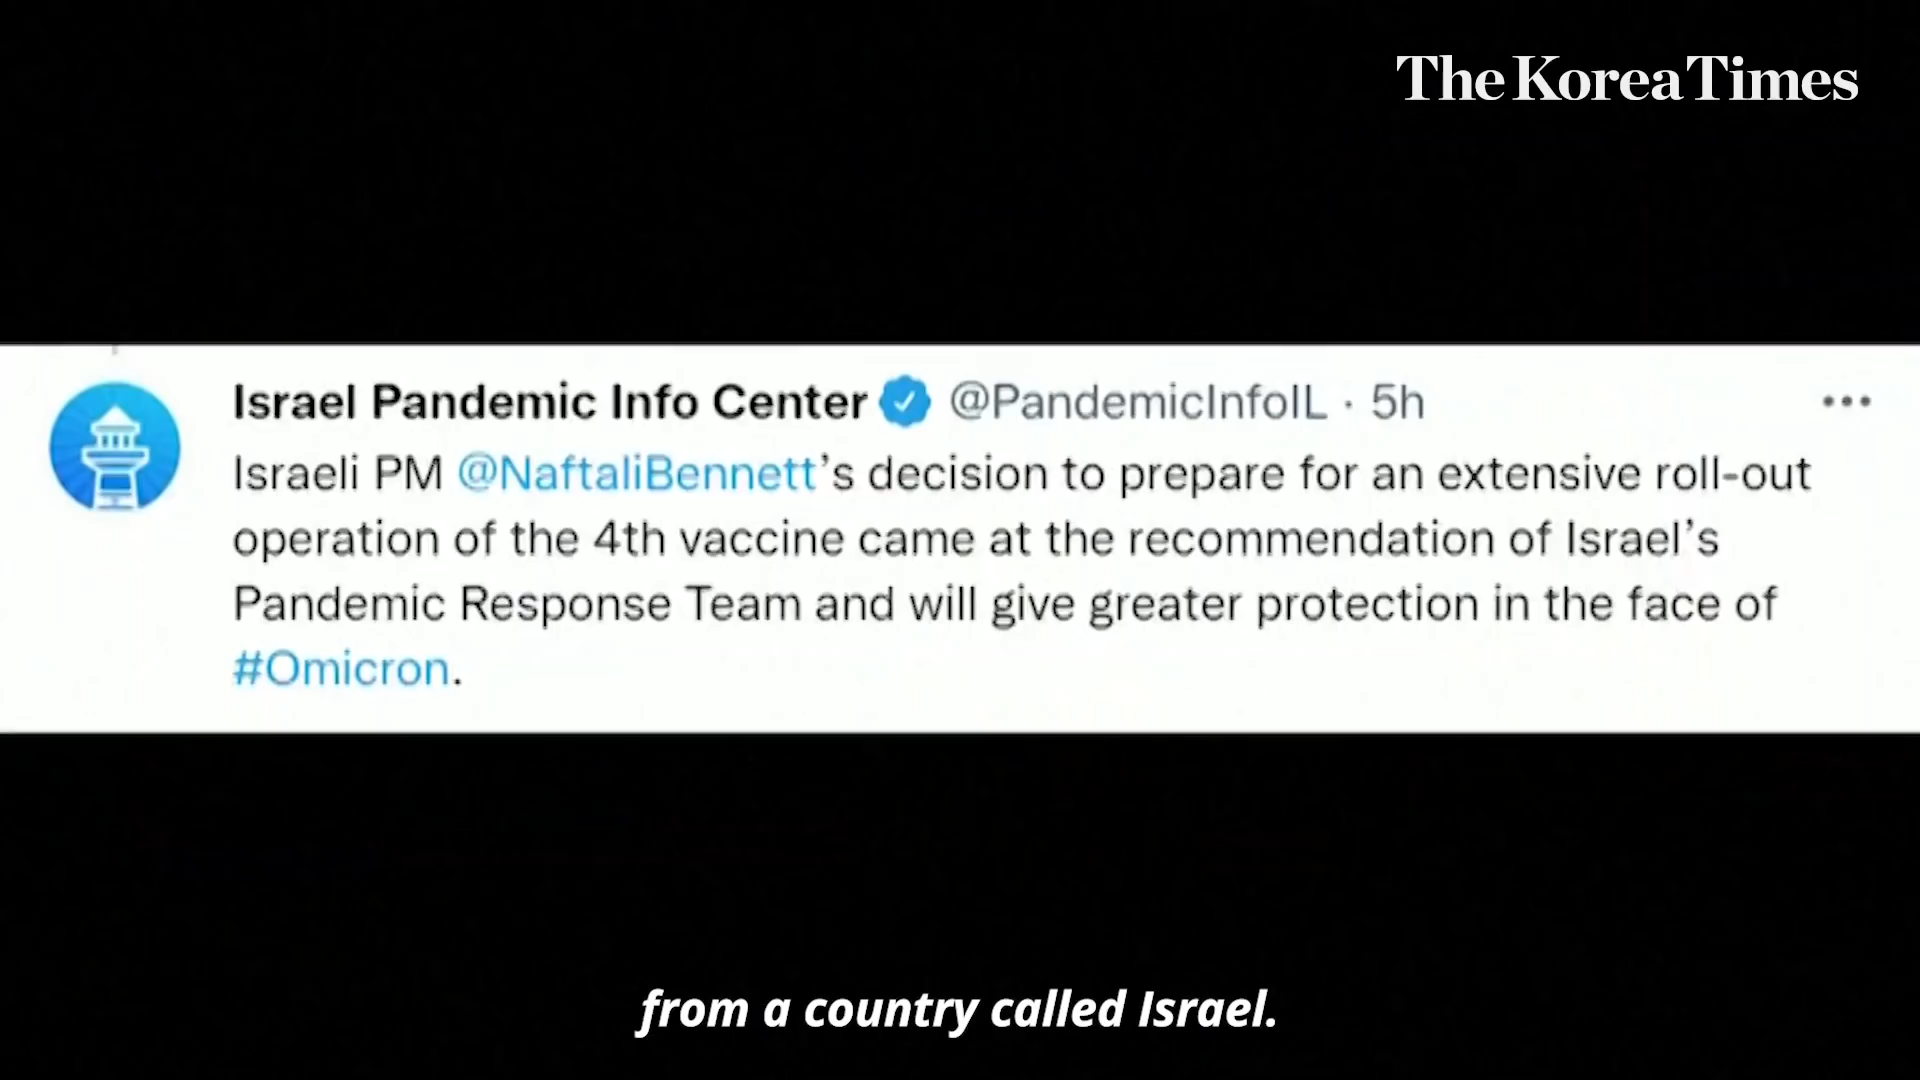 The Korea Times
Israel Pandemic Info Center @PandemicInfoIL · 5h
Israeli PM @NaftaliBennett's decision to prepare for an extensive roll-out
operation of the 4th vaccine came at the recommendation of Israel's
Pandemic Response Team and will give greater protection in the face of
#Omicron.
from a country called Israel.